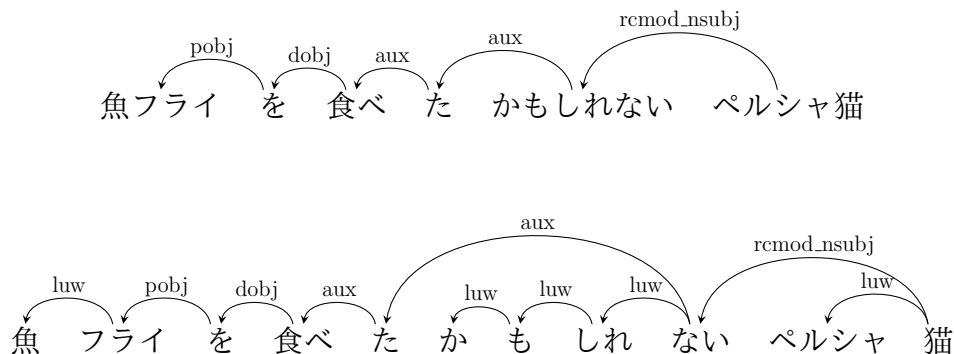 rcmod_nsubj
pobj dobj aux aux
魚フライ を 食べ た かもしれない ペルシャ猫
aux
rcmod_nsubj
luw pobj dobj aux luw luw luw luw
魚 フライ を 食べ た か も しれ ない ペルシャ 猫